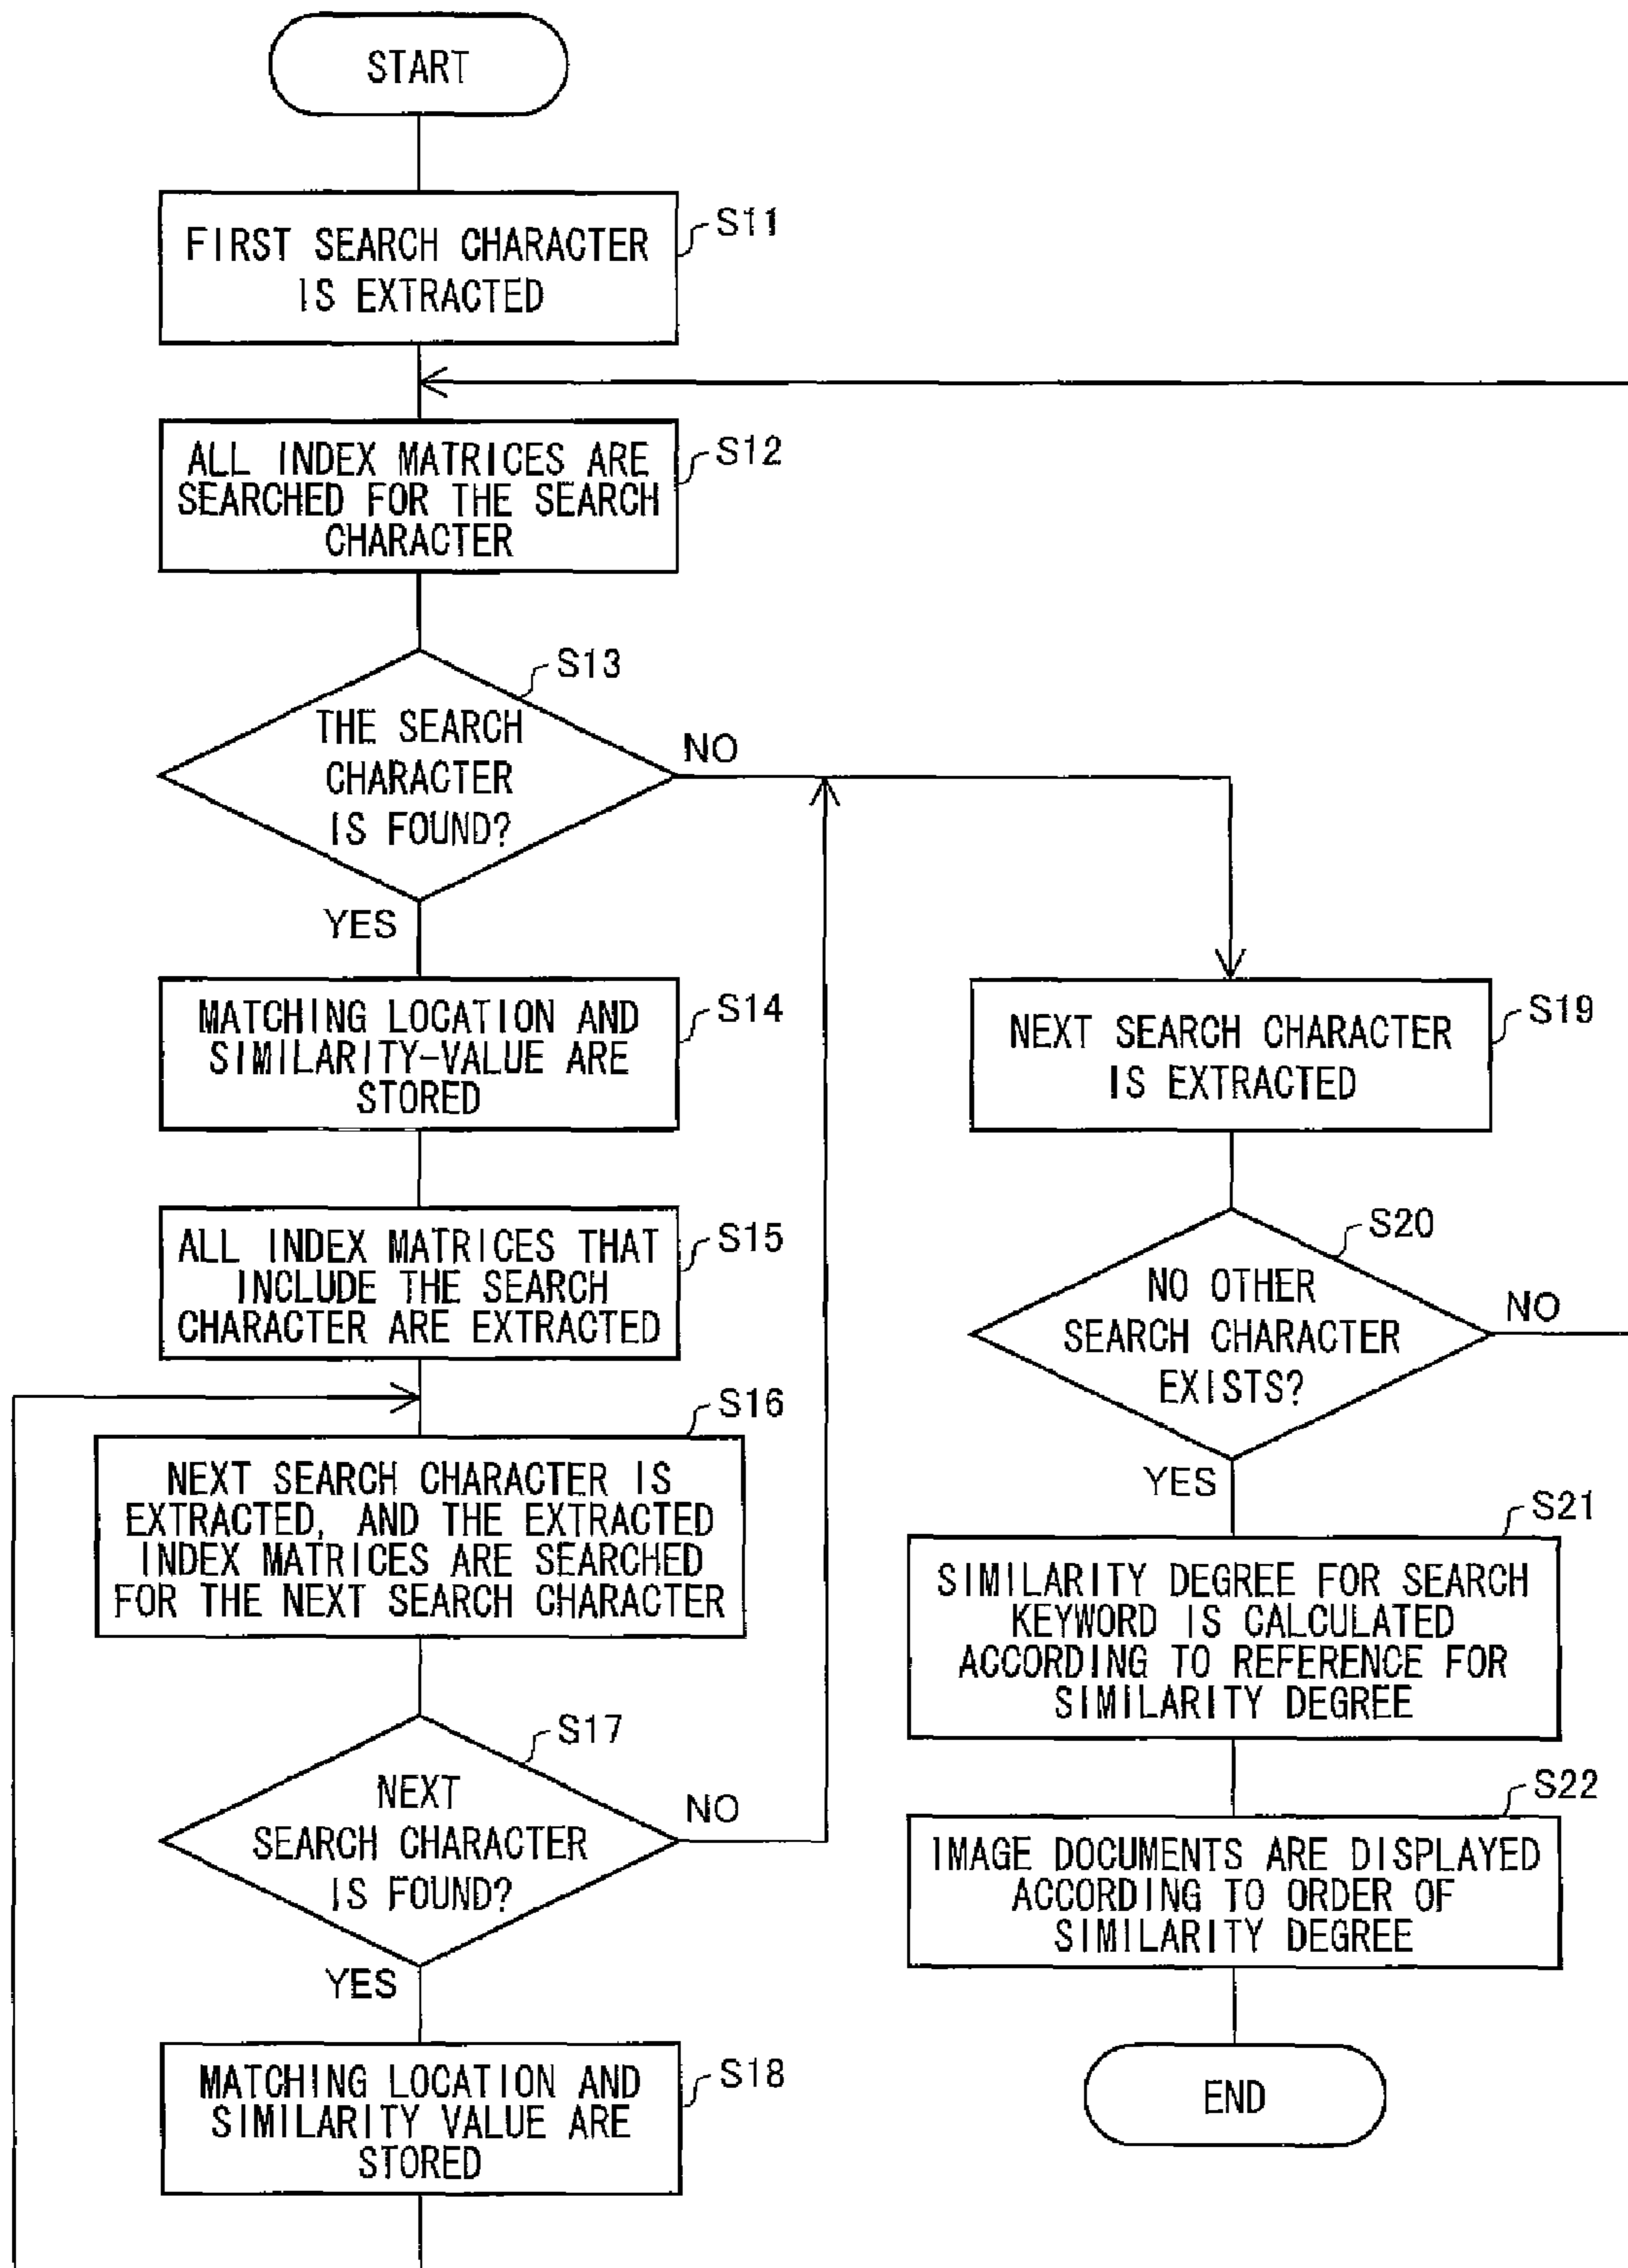 START
FIRST SEARCH CHARACTER
IS EXTRACTED
S11
ALL INDEX MATRICES ARE
SEARCHED FOR THE SEARCH
CHARACTER
S12
THE SEARCH
CHARACTER
IS FOUND?
S13
NO
YES
MATCHING LOCATION AND
SIMILARITY-VALUE ARE
STORED
S14
ALL INDEX MATRICES THAT
INCLUDE THE SEARCH
CHARACTER ARE EXTRACTED
S15
NEXT SEARCH CHARACTER IS
EXTRACTED, AND THE EXTRACTED
INDEX MATRICES ARE SEARCHED
FOR THE NEXT SEARCH CHARACTER
S16
NEXT
SEARCH CHARACTER
IS FOUND?
S17
NO
YES
MATCHING LOCATION AND
SIMILARITY VALUE ARE
STORED
S18
NEXT SEARCH CHARACTER
IS EXTRACTED
S19
NO OTHER
SEARCH CHARACTER
EXISTS?
S20
NO
YES
SIMILARITY DEGREE FOR SEARCH
KEYWORD IS CALCULATED
ACCORDING TO REFERENCE FOR
SIMILARITY DEGREE
S21
IMAGE DOCUMENTS ARE DISPLAYED
ACCORDING TO ORDER OF
SIMILARITY DEGREE
S22
END